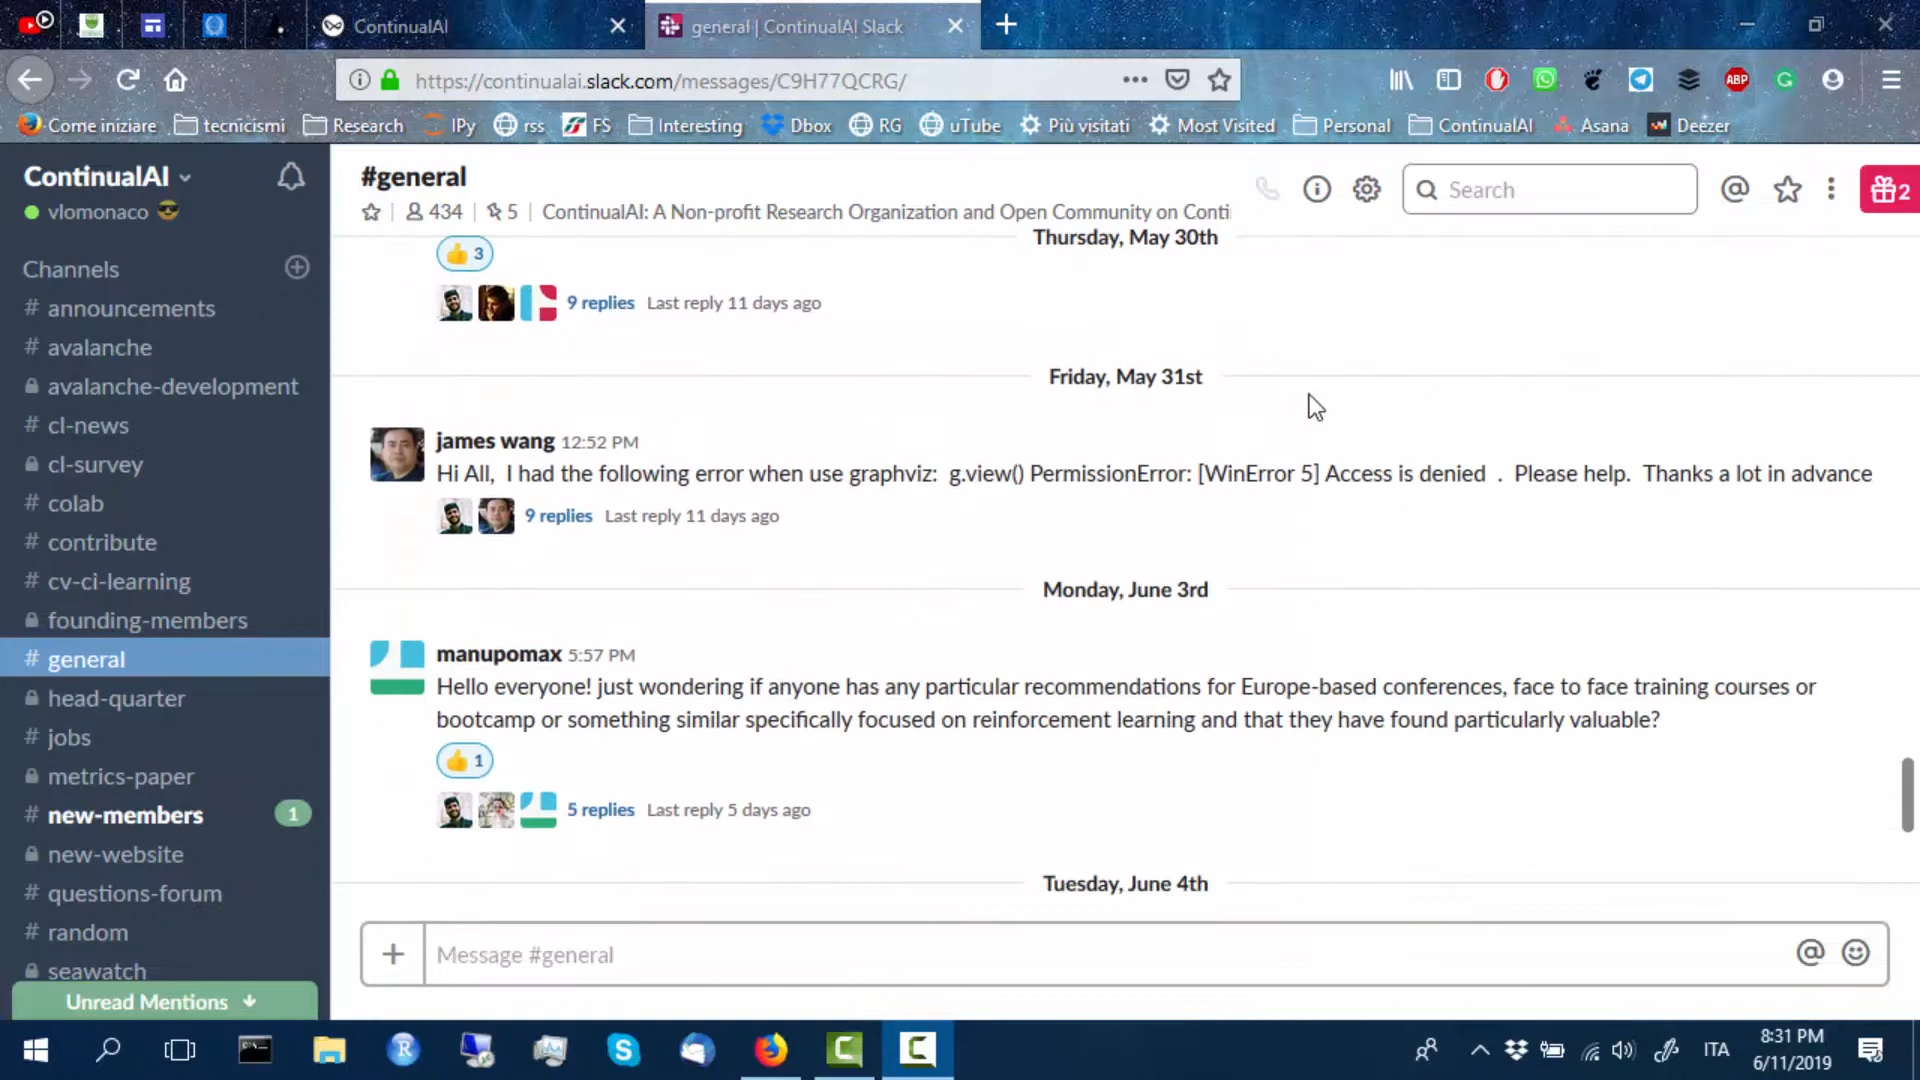 ContinualAI
general | ContinualAI Slack
https://continualai.slack.com/messages/C9H77QCRG/
ABP
Come iniziare
tecnicismi
Research
IPy
rss
FS
Interesting
Dbox
RG
uTube
Più visitati
Most Visited
Personal
ContinualAI
Asana
Deezer
ContinualAI
vlomonaco
Channels
# announcements
# avalanche
avalanche-development
# cl-news
cl-survey
# colab
# contribute
# cv-ci-learning
founding-members
# general
head-quarter
# jobs
metrics-paper
# new-members 1
new-website
# questions-forum
# random
seawatch
Unread Mentions
#general
434 | 5 | ContinualAI: A Non-profit Research Organization and Open Community on Conti
Search
2
Thursday, May 30th
3
9 replies Last reply 11 days ago
Friday, May 31st
james wang 12:52 PM
Hi All, I had the following error when use graphviz: g.view() PermissionError: [WinError 5] Access is denied . Please help. Thanks a lot in advance
9 replies Last reply 11 days ago
Monday, June 3rd
manupomax 5:57 PM
Hello everyone! just wondering if anyone has any particular recommendations for Europe-based conferences, face to face training courses or
bootcamp or something similar specifically focused on reinforcement learning and that they have found particularly valuable?
1
5 replies Last reply 5 days ago
Tuesday, June 4th
Message #general
ITA
8:31 PM
6/11/2019